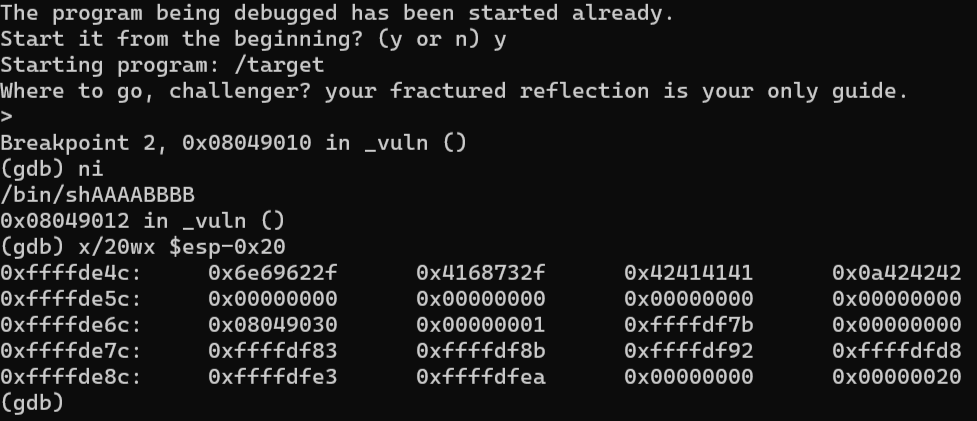 The program being debugged has been started already.
Start it from the beginning? (y or n) y
Starting program: /target
Where to go, challenger? your fractured reflection is your only guide.
>
Breakpoint 2, 0x08049010 in _vuln ()
(gdb) ni
/bin/shAAAABBBB
0x08049012 in _vuln ()
(gdb) x/20wx $esp-0x20
0xffffde4c:     0x6e69622f      0x4168732f      0x42414141      0x0a424242
0xffffde5c:     0x00000000      0x00000000      0x00000000      0x00000000
0xffffde6c:     0x08049030      0x00000001      0xffffdf7b      0x00000000
0xffffde7c:     0xffffdf83      0xffffdf8b      0xffffdf92      0xffffdfd8
0xffffde8c:     0xffffdfe3      0xffffdfea      0x00000000      0x00000020
(gdb)